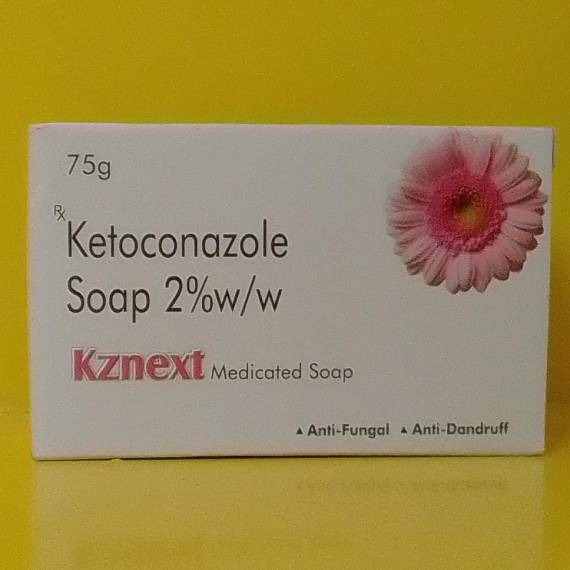 75g
Rx Ketoconazole
Soap 2%w/w
Kznext Medicated Soap
▲ Anti-Fungal ▲ Anti-Dandruff